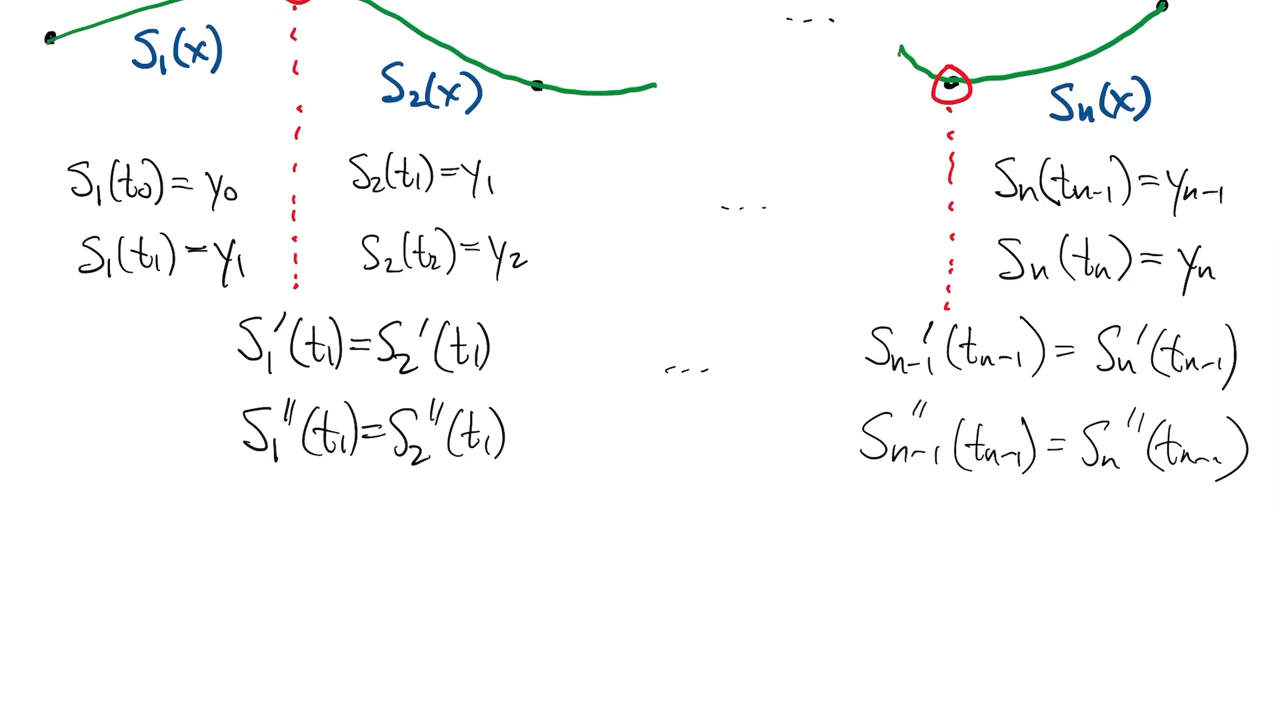 S₁(x)
S₂(x)
...
Sₙ(x)
S₁(t₀) = y₀
S₂(t₁) = y₁
Sₙ(tₙ₋₁) = yₙ₋₁
...
S₁(t₁) = y₁
S₂(t₂) = y₂
Sₙ(tₙ) = yₙ
S₁'(t₁) = S₂'(t₁)
...
Sₙ₋₁'(tₙ₋₁) = Sₙ'(tₙ₋₁)
S₁''(t₁) = S₂''(t₁)
Sₙ₋₁''(tₙ₋₁) = Sₙ''(tₙ₋₁)